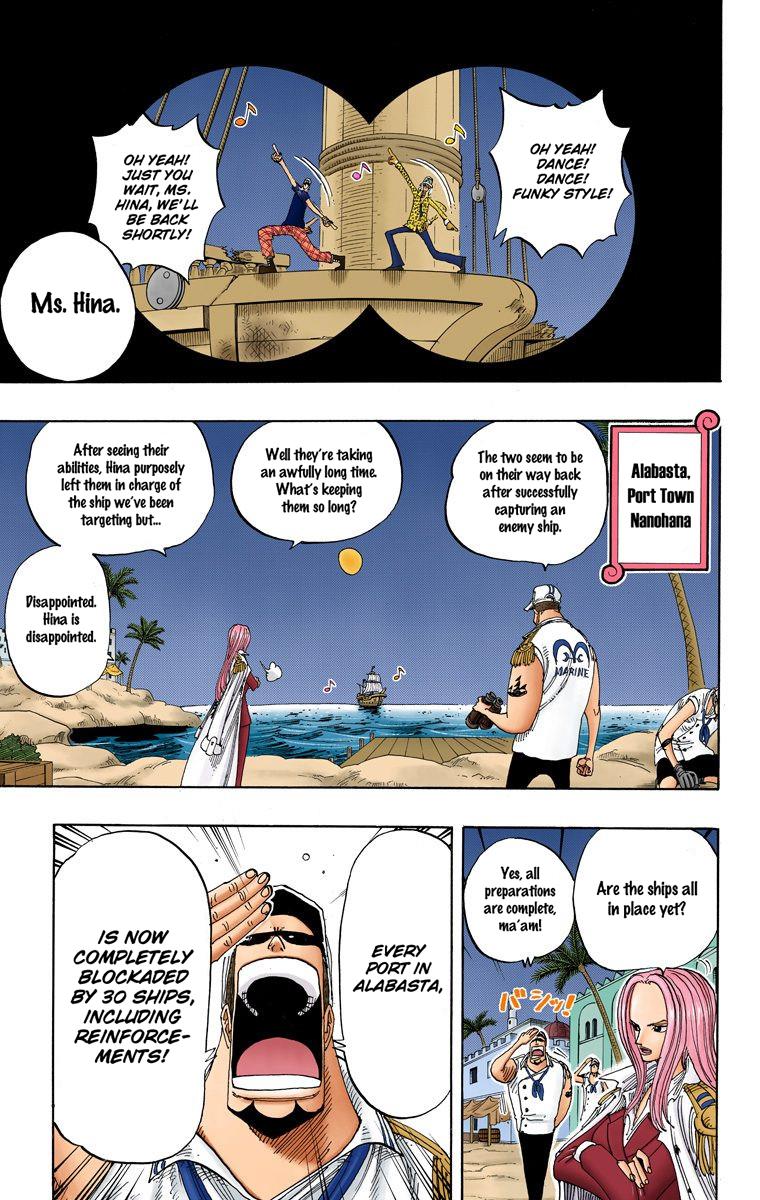 OH YEAH!
DANCE!
DANCE!
FUNKY STYLE!
OH YEAH!
JUST YOU
WAIT, MS.
HINA, WE'LL
BE BACK
SHORTLY!
Ms. Hina.
Alabasta,
Port Town
Nanohana
The two seem to be
on their way back
after successfully
capturing an
enemy ship.
Well they're taking
an awfully long time.
What's keeping
them so long?
After seeing their
abilities, Hina purposely
left them in charge of
the ship we've been
targeting but...
Disappointed.
Hina is
disappointed.
MARINE
Are the ships all
in place yet?
Yes, all
preparations
are complete,
ma'am!
バシッ!
EVERY
PORT IN
ALABASTA,
IS NOW
COMPLETELY
BLOCKADED
BY 30 SHIPS,
INCLUDING
REINFORCE-
MENTS!